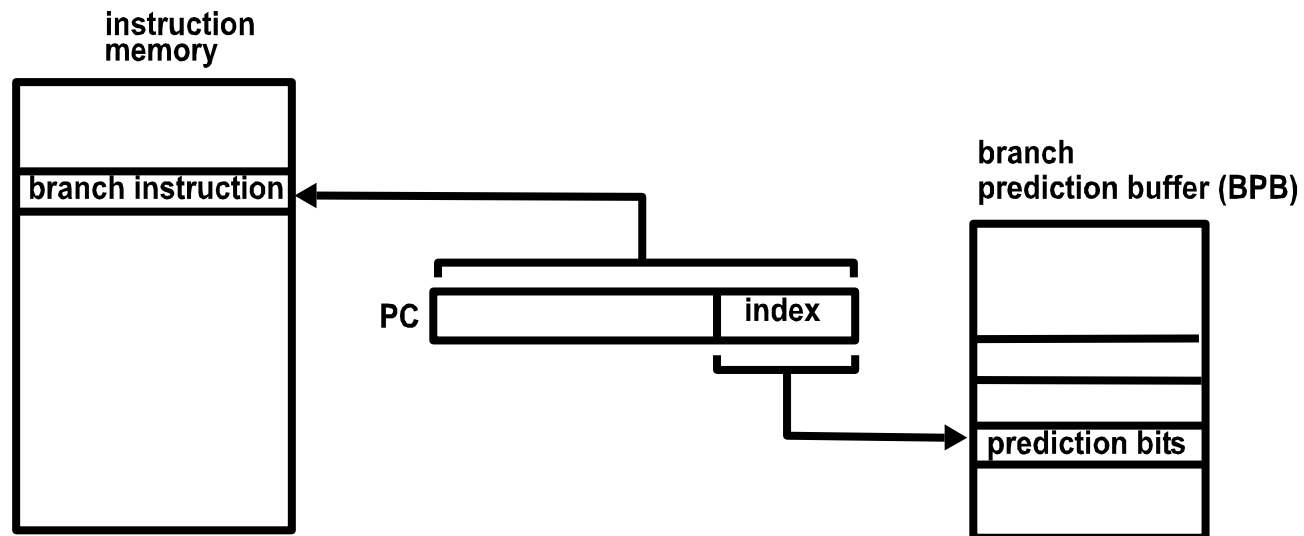 instruction
memory
branch instruction
branch
prediction buffer (BPB)
PC
index
prediction bits